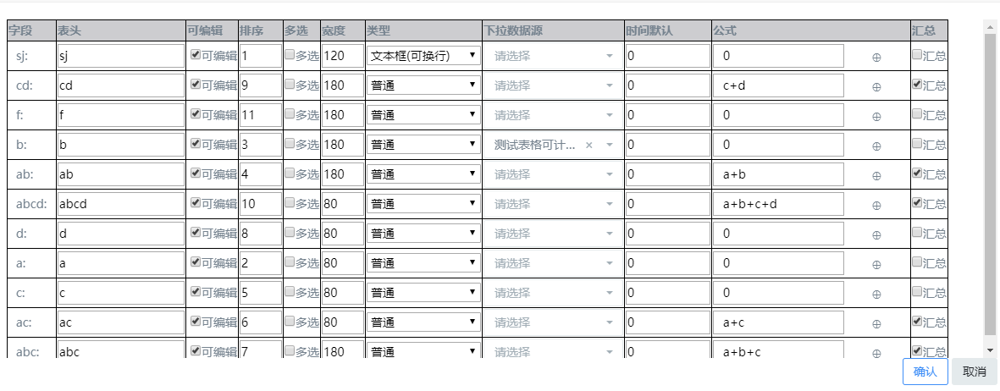 字段 表头 可编辑 排序 多选 宽度 类型 下拉数据源 时间默认 公式 汇总
sj: sj 可编辑 1 多选 120 文本框(可换行) 请选择 0 0 汇总
cd: cd 可编辑 9 多选 180 普通 请选择 0 c+d 汇总
f: f 可编辑 11 多选 180 普通 请选择 0 0 汇总
b: b 可编辑 3 多选 180 普通 测试表格可计... × 0 0 汇总
ab: ab 可编辑 4 多选 180 普通 请选择 0 a+b 汇总
abcd: abcd 可编辑 10 多选 80 普通 请选择 0 a+b+c+d 汇总
d: d 可编辑 8 多选 80 普通 请选择 0 0 汇总
a: a 可编辑 2 多选 80 普通 请选择 0 0 汇总
c: c 可编辑 5 多选 80 普通 请选择 0 0 汇总
ac: ac 可编辑 6 多选 80 普通 请选择 0 a+c 汇总
abc: abc 可编辑 7 多选 180 普通 请选择 0 a+b+c 汇总
确认 取消